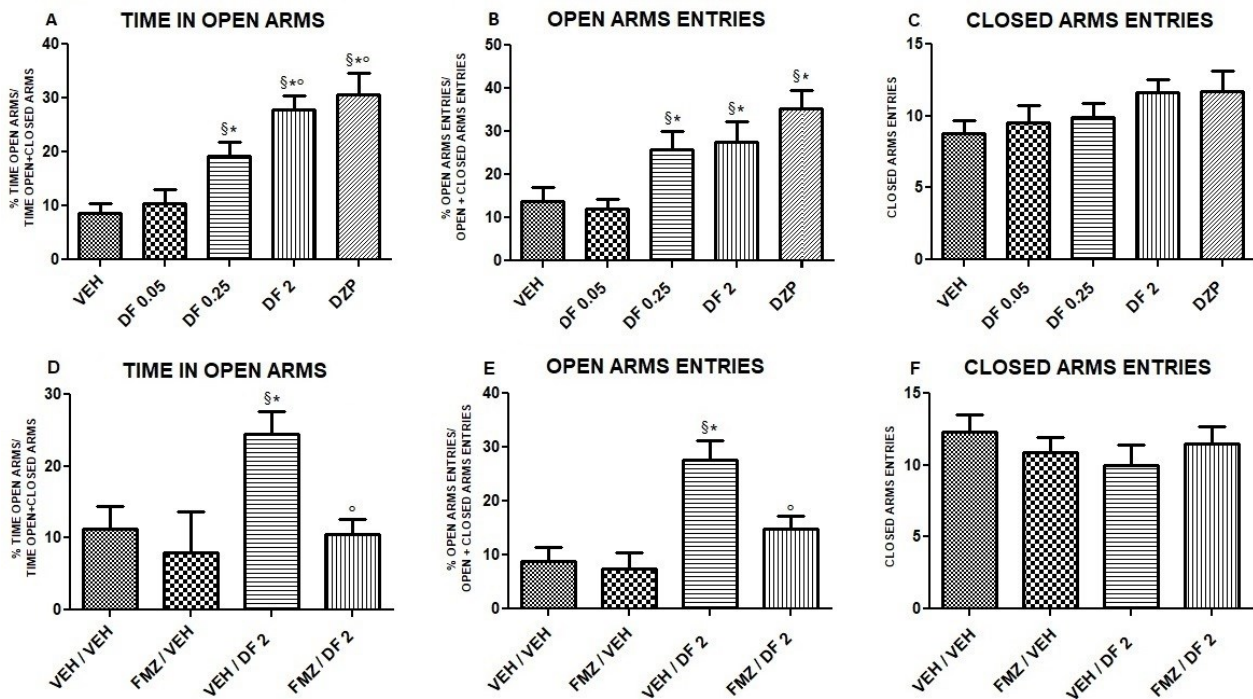 A TIME IN OPEN ARMS
% TIME OPEN ARMS/
TIME OPEN+CLOSED ARMS
40
30
20
10
0
§*
§*°
§*°
VEH
DF 0.05
DF 0.25
DF 2
DZP
B OPEN ARMS ENTRIES
% OPEN ARMS ENTRIES/
OPEN + CLOSED ARMS ENTRIES
50
40
30
20
10
0
§*
§*
§*
VEH
DF 0.05
DF 0.25
DF 2
DZP
C CLOSED ARMS ENTRIES
CLOSED ARMS ENTRIES
15
10
5
0
VEH
DF 0.05
DF 0.25
DF 2
DZP
D TIME IN OPEN ARMS
% TIME OPEN ARMS/
TIME OPEN+CLOSED ARMS
30
20
10
0
§*
°
VEH / VEH
FMZ / VEH
VEH / DF 2
FMZ / DF 2
E OPEN ARMS ENTRIES
% OPEN ARMS ENTRIES/
OPEN + CLOSED ARMS ENTRIES
40
30
20
10
0
§*
°
VEH / VEH
FMZ / VEH
VEH / DF 2
FMZ / DF 2
F CLOSED ARMS ENTRIES
CLOSED ARMS ENTRIES
15
10
5
0
VEH / VEH
FMZ / VEH
VEH / DF 2
FMZ / DF 2